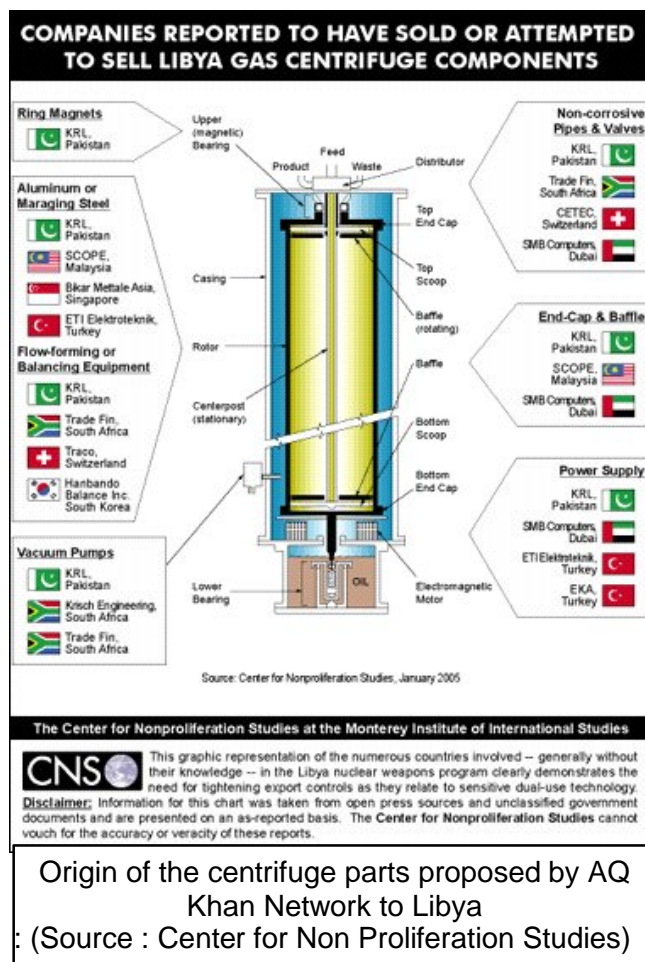 COMPANIES REPORTED TO HAVE SOLD OR ATTEMPTED
TO SELL LIBYA GAS CENTRIFUGE COMPONENTS
Ring Magnets
KRL,
Pakistan
Aluminum or
Maraging Steel
KRL,
Pakistan
SCOPE,
Malaysia
Bikar Mettale Asia,
Singapore
ETI Elektroteknik,
Turkey
Flow-forming or
Balancing Equipment
KRL,
Pakistan
Trade Fin,
South Africa
Traco,
Switzerland
Hanbando
Balance Inc.
South Korea
Vacuum Pumps
KRL,
Pakistan
Krisch Engineering,
South Africa
Trade Fin,
South Africa
Upper
(magnetic)
Bearing
Casing
Rotor
Centerpost
(stationary)
Lower
Bearing
Feed
Product
Waste
OIL
Distributor
Top
End Cap
Top
Scoop
Baffle
(rotating)
Baffle
Bottom
Scoop
Bottom
End Cap
Electromagnetic
Motor
Non-corrosive
Pipes & Valves
KRL,
Pakistan
Trade Fin,
South Africa
CETEC,
Switzerland
SMB Computers,
Dubai
End-Cap & Baffle
KRL,
Pakistan
SCOPE,
Malaysia
SMB Computers,
Dubai
Power Supply
KRL,
Pakistan
SMB Computers,
Dubai
ETI Elektroteknik,
Turkey
EKA,
Turkey
Source: Center for Nonproliferation Studies, January 2005
The Center for Nonproliferation Studies at the Monterey Institute of International Studies
CNS
This graphic representation of the numerous countries involved -- generally without
their knowledge -- in the Libya nuclear weapons program clearly demonstrates the
need for tightening export controls as they relate to sensitive dual-use technology.
Disclaimer: Information for this chart was taken from open press sources and unclassified government
documents and are presented on an as-reported basis. The Center for Nonproliferation Studies cannot
vouch for the accuracy or veracity of these reports.
Origin of the centrifuge parts proposed by AQ
Khan Network to Libya
: (Source : Center for Non Proliferation Studies)